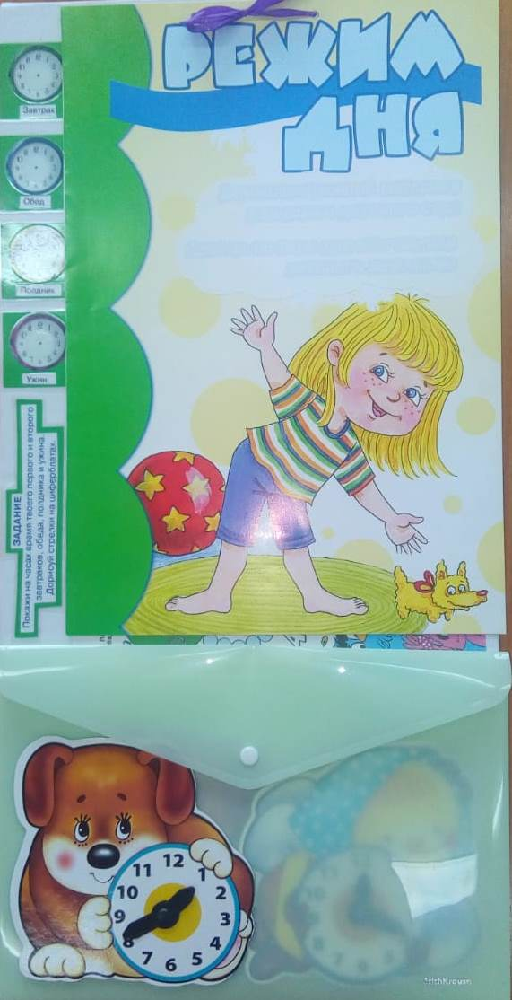 РЕЖИМ
ДНЯ
Завтрак
Обед
Полдник
Ужин
ЗАДАНИЕ
Покажи на часах время твоего первого и второго
завтраков, обеда, полдника и ужина.
Дорисуй стрелки на циферблатах.
12
1
2
3
4
5
6
7
8
9
10
11
ErichKrause